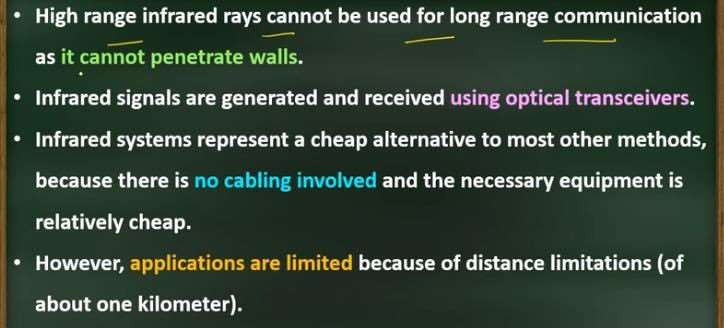 • High range infrared rays cannot be used for long range communication
as it cannot penetrate walls.
• Infrared signals are generated and received using optical transceivers.
• Infrared systems represent a cheap alternative to most other methods,
because there is no cabling involved and the necessary equipment is
relatively cheap.
• However, applications are limited because of distance limitations (of
about one kilometer).